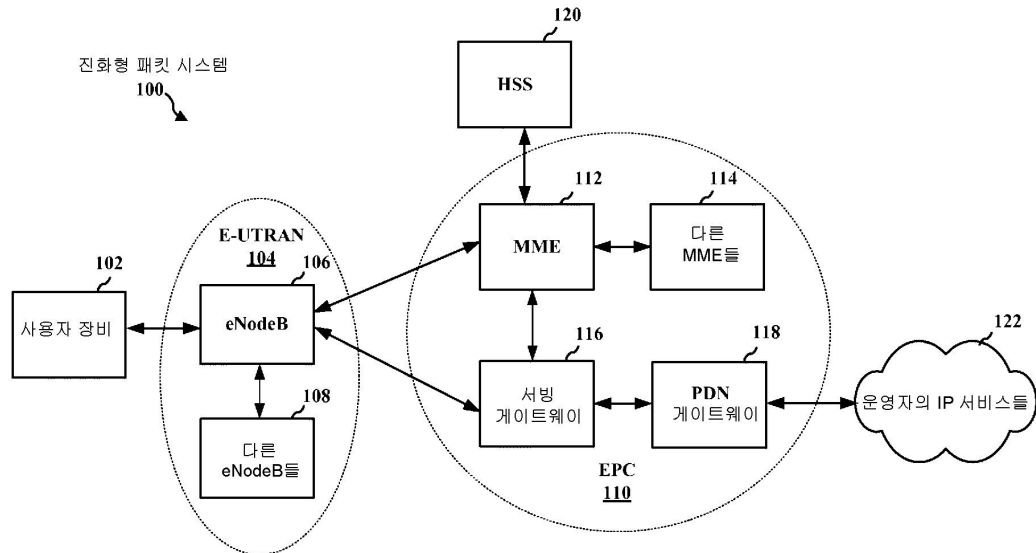 120
진화형 패킷 시스템
100
HSS
112
114
MME
다른
MME들
E-UTRAN
104
102
106
사용자 장비
eNodeB
116
118
122
서빙
게이트웨이
PDN
게이트웨이
운영자의 IP 서비스들
108
다른
eNodeB들
EPC
110